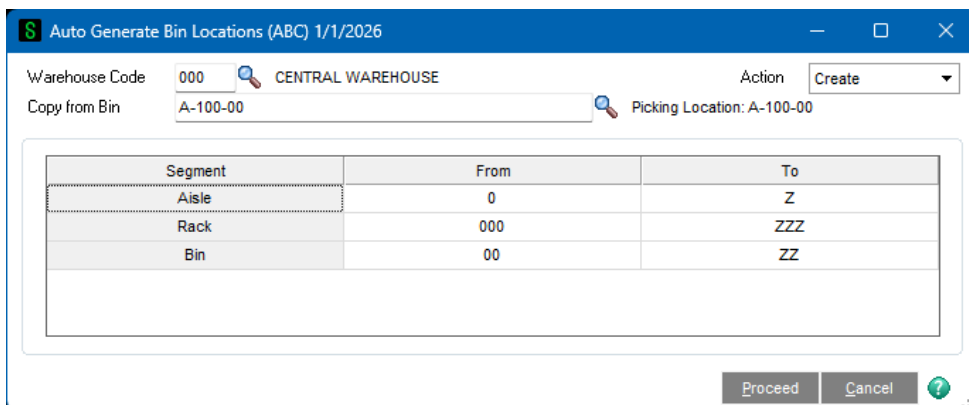 S Auto Generate Bin Locations (ABC) 1/1/2026
Warehouse Code 000 CENTRAL WAREHOUSE Action Create
Copy from Bin A-100-00 Picking Location: A-100-00
Segment From To
Aisle 0 Z
Rack 000 ZZZ
Bin 00 ZZ
Proceed Cancel ?